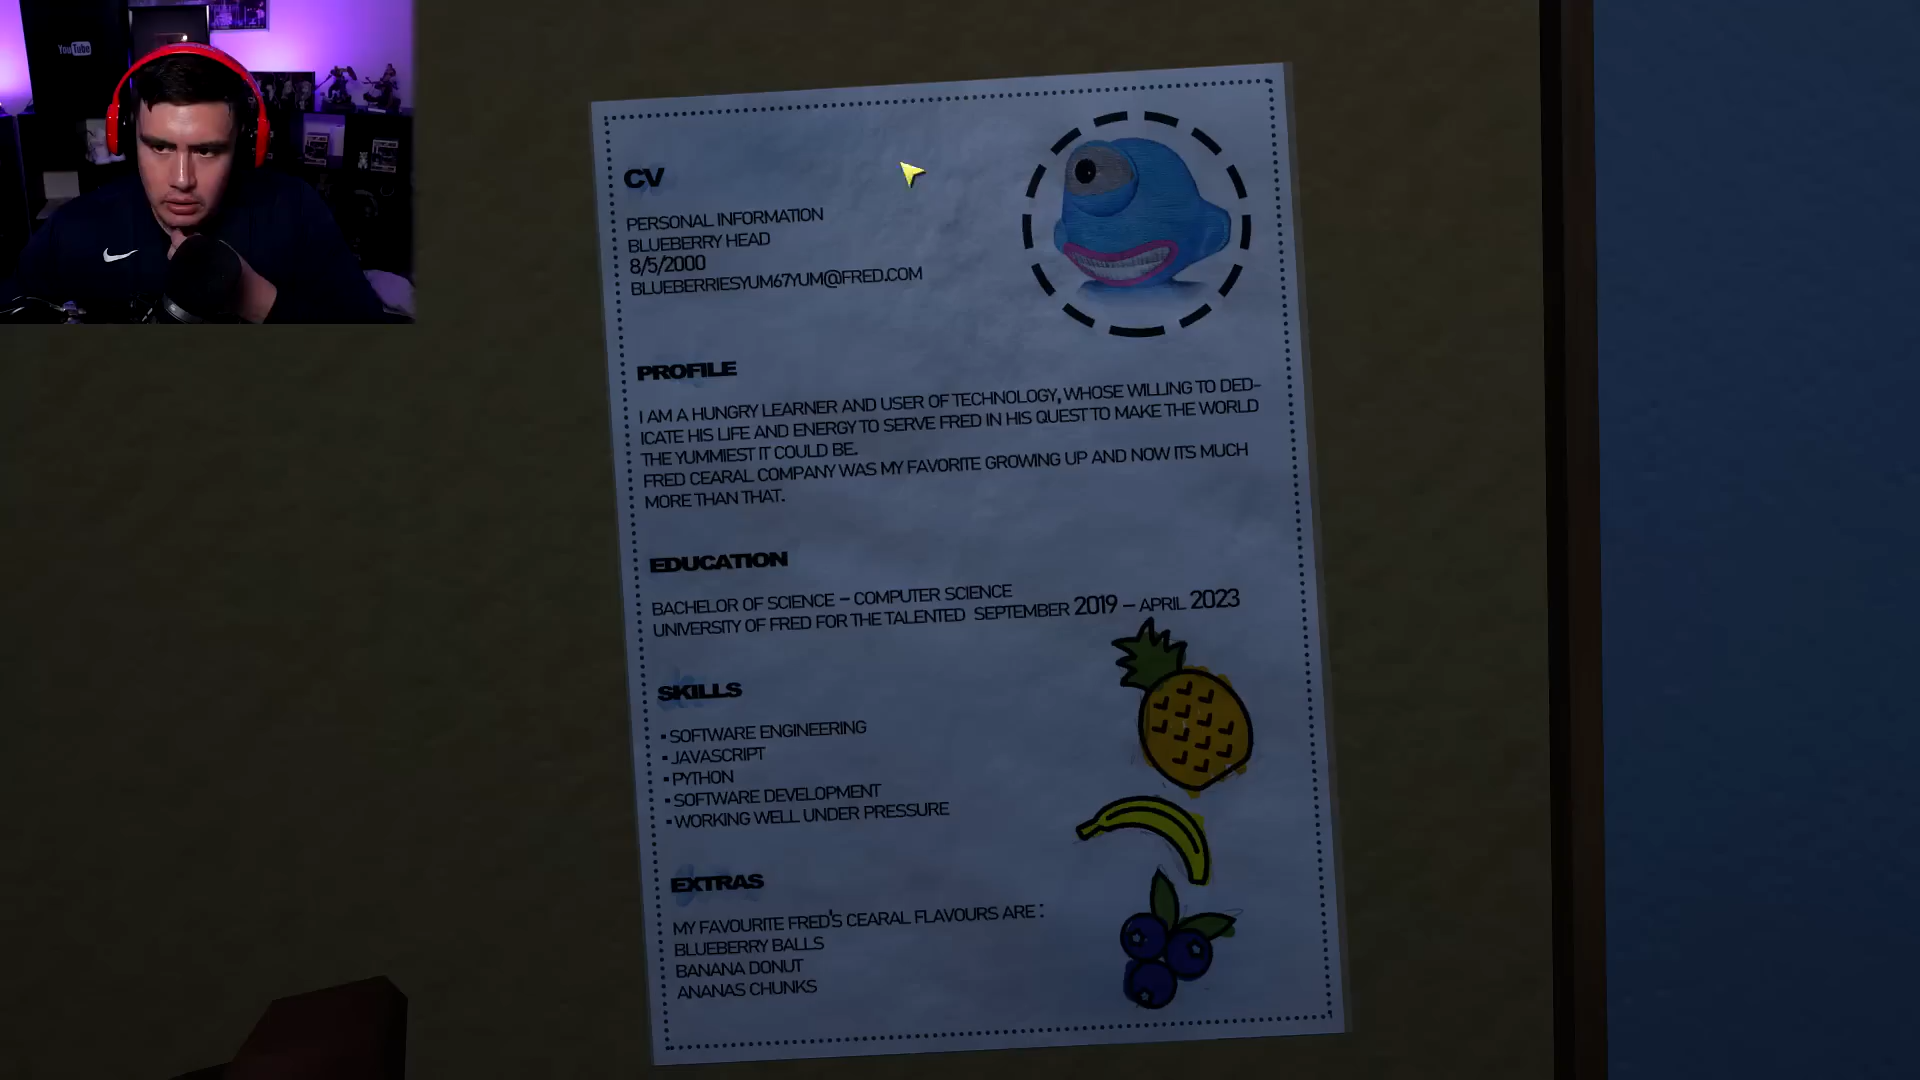 YouTube
CV
PERSONAL INFORMATION
BLUEBERRY HEAD
8/5/2000
BLUEBERRIESYUM67YUM@FRED.COM
PROFILE
I AM A HUNGRY LEARNER AND USER OF TECHNOLOGY, WHOSE WILLING TO DED-
ICATE HIS LIFE AND ENERGY TO SERVE FRED IN HIS QUEST TO MAKE THE WORLD
THE YUMMIEST IT COULD BE.
FRED CEARAL COMPANY WAS MY FAVORITE GROWING UP AND NOW ITS MUCH
MORE THAN THAT.
EDUCATION
BACHELOR OF SCIENCE – COMPUTER SCIENCE
UNIVERSITY OF FRED FOR THE TALENTED SEPTEMBER 2019 – APRIL 2023
SKILLS
▪ SOFTWARE ENGINEERING
▪ JAVASCRIPT
▪ PYTHON
▪ SOFTWARE DEVELOPMENT
▪ WORKING WELL UNDER PRESSURE
EXTRAS
MY FAVOURITE FRED'S CEARAL FLAVOURS ARE :
BLUEBERRY BALLS
BANANA DONUT
ANANAS CHUNKS